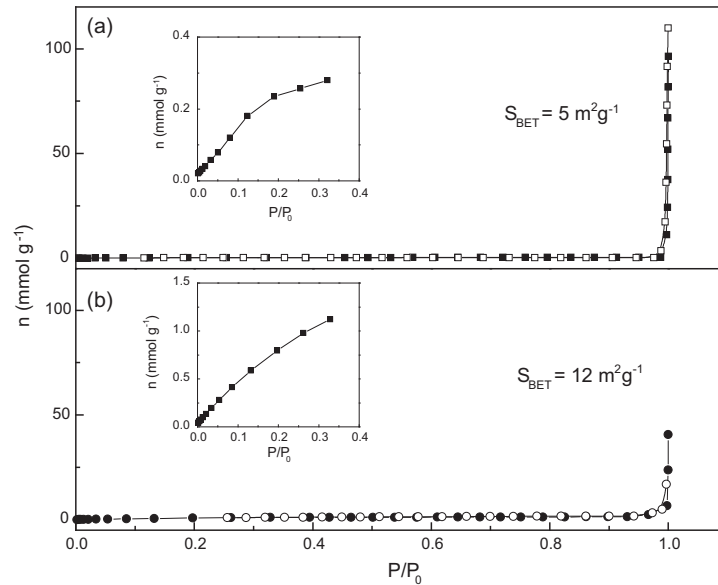 (a)
n (mmol g⁻¹)
100
50
0
n (mmol g⁻¹)
0.4
0.2
0.0
0.0 0.1 0.2 0.3 0.4
P/P₀
S_BET = 5 m²g⁻¹
(b)
100
50
0
n (mmol g⁻¹)
1.5
1.0
0.5
0.0
0.0 0.1 0.2 0.3 0.4
P/P₀
S_BET = 12 m²g⁻¹
0.0 0.2 0.4 0.6 0.8 1.0
P/P₀